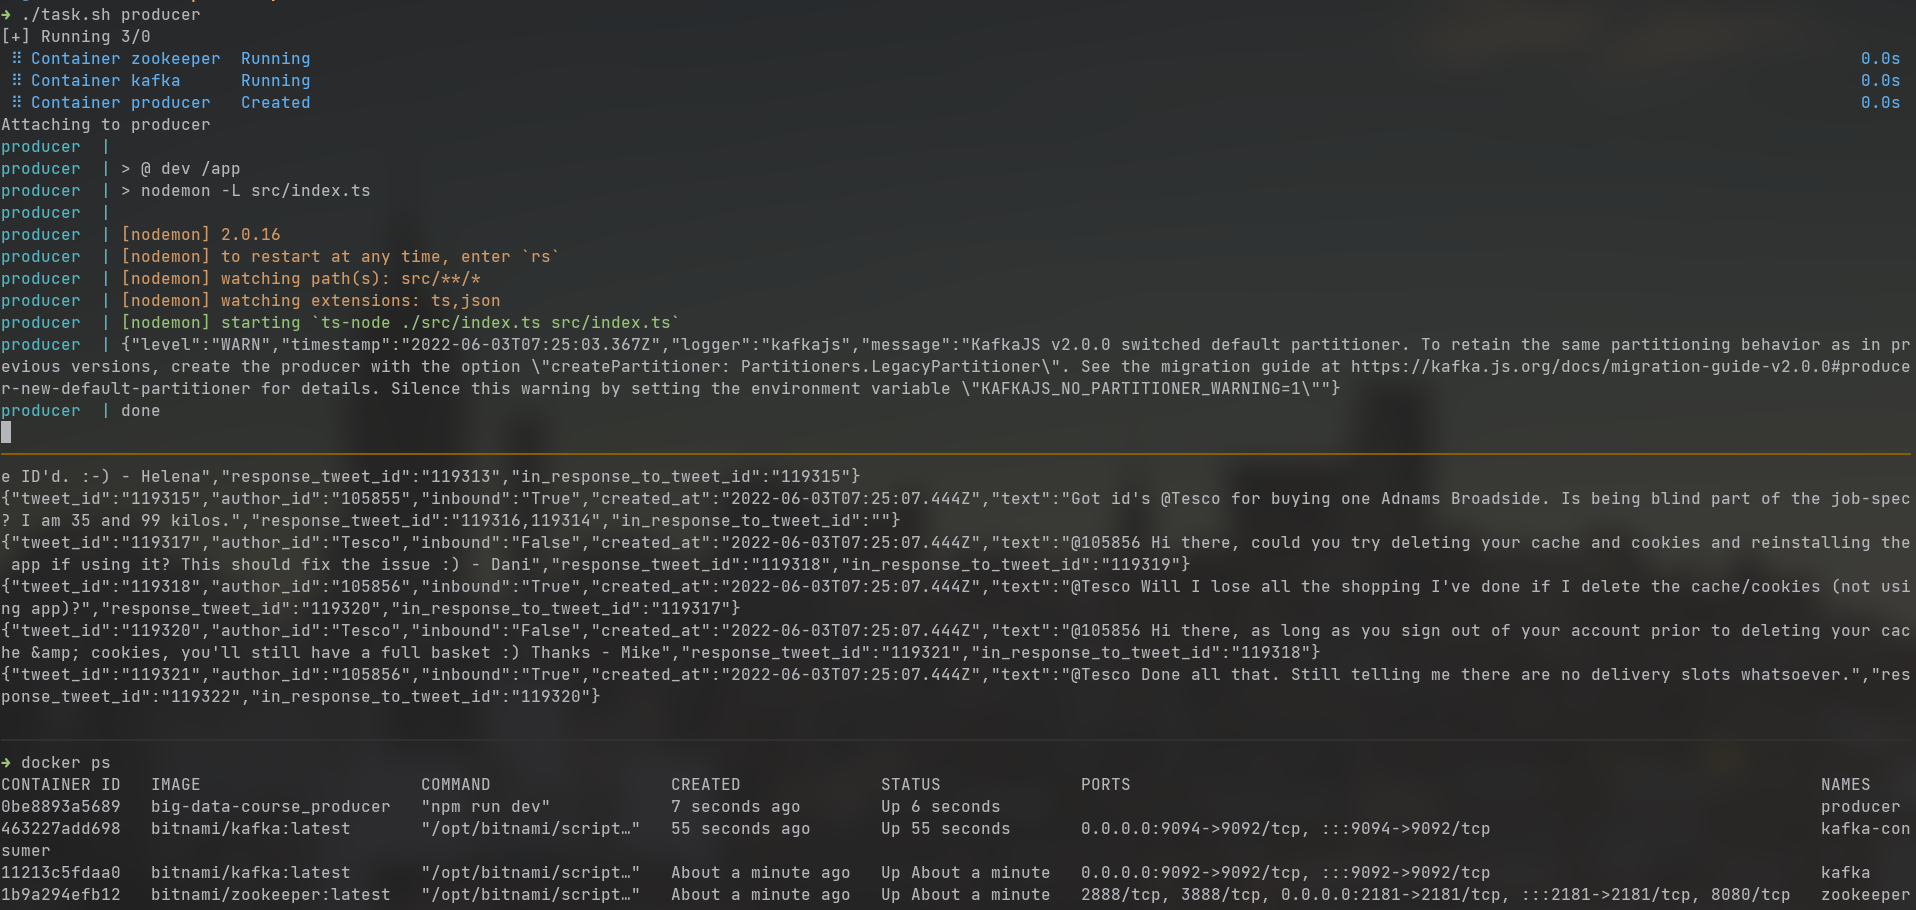 ➜ ./task.sh producer
[+] Running 3/0
⠿ Container zookeeper  Running  0.0s
⠿ Container kafka      Running  0.0s
⠿ Container producer   Created  0.0s
Attaching to producer
producer  |
producer  | > @ dev /app
producer  | > nodemon -L src/index.ts
producer  |
producer  | [nodemon] 2.0.16
producer  | [nodemon] to restart at any time, enter `rs`
producer  | [nodemon] watching path(s): src/**/*
producer  | [nodemon] watching extensions: ts,json
producer  | [nodemon] starting `ts-node ./src/index.ts src/index.ts`
producer  | {"level":"WARN","timestamp":"2022-06-03T07:25:03.367Z","logger":"kafkajs","message":"KafkaJS v2.0.0 switched default partitioner. To retain the same partitioning behavior as in pr
evious versions, create the producer with the option \"createPartitioner: Partitioners.LegacyPartitioner\". See the migration guide at https://kafka.js.org/docs/migration-guide-v2.0.0#produce
r-new-default-partitioner for details. Silence this warning by setting the environment variable \"KAFKAJS_NO_PARTITIONER_WARNING=1\""}
producer  | done
e ID'd. :-) - Helena","response_tweet_id":"119313","in_response_to_tweet_id":"119315"}
{"tweet_id":"119315","author_id":"105855","inbound":"True","created_at":"2022-06-03T07:25:07.444Z","text":"Got id's @Tesco for buying one Adnams Broadside. Is being blind part of the job-spec
? I am 35 and 99 kilos.","response_tweet_id":"119316,119314","in_response_to_tweet_id":""}
{"tweet_id":"119317","author_id":"Tesco","inbound":"False","created_at":"2022-06-03T07:25:07.444Z","text":"@105856 Hi there, could you try deleting your cache and cookies and reinstalling the
 app if using it? This should fix the issue :) - Dani","response_tweet_id":"119318","in_response_to_tweet_id":"119319"}
{"tweet_id":"119318","author_id":"105856","inbound":"True","created_at":"2022-06-03T07:25:07.444Z","text":"@Tesco Will I lose all the shopping I've done if I delete the cache/cookies (not usi
ng app)?","response_tweet_id":"119320","in_response_to_tweet_id":"119317"}
{"tweet_id":"119320","author_id":"Tesco","inbound":"False","created_at":"2022-06-03T07:25:07.444Z","text":"@105856 Hi there, as long as you sign out of your account prior to deleting your cac
he &amp; cookies, you'll still have a full basket :) Thanks - Mike","response_tweet_id":"119321","in_response_to_tweet_id":"119318"}
{"tweet_id":"119321","author_id":"105856","inbound":"True","created_at":"2022-06-03T07:25:07.444Z","text":"@Tesco Done all that. Still telling me there are no delivery slots whatsoever.","res
ponse_tweet_id":"119322","in_response_to_tweet_id":"119320"}
➜ docker ps
CONTAINER ID   IMAGE                      COMMAND                  CREATED              STATUS              PORTS                                                                     NAMES
0be8893a5689   big-data-course_producer   "npm run dev"            7 seconds ago        Up 6 seconds                                                                                  producer
463227add698   bitnami/kafka:latest       "/opt/bitnami/script…"   55 seconds ago       Up 55 seconds       0.0.0.0:9094->9092/tcp, :::9094->9092/tcp                                 kafka-con
sumer
11213c5fdaa0   bitnami/kafka:latest       "/opt/bitnami/script…"   About a minute ago   Up About a minute   0.0.0.0:9092->9092/tcp, :::9092->9092/tcp                                 kafka
1b9a294efb12   bitnami/zookeeper:latest   "/opt/bitnami/script…"   About a minute ago   Up About a minute   2888/tcp, 3888/tcp, 0.0.0.0:2181->2181/tcp, :::2181->2181/tcp, 8080/tcp   zookeeper